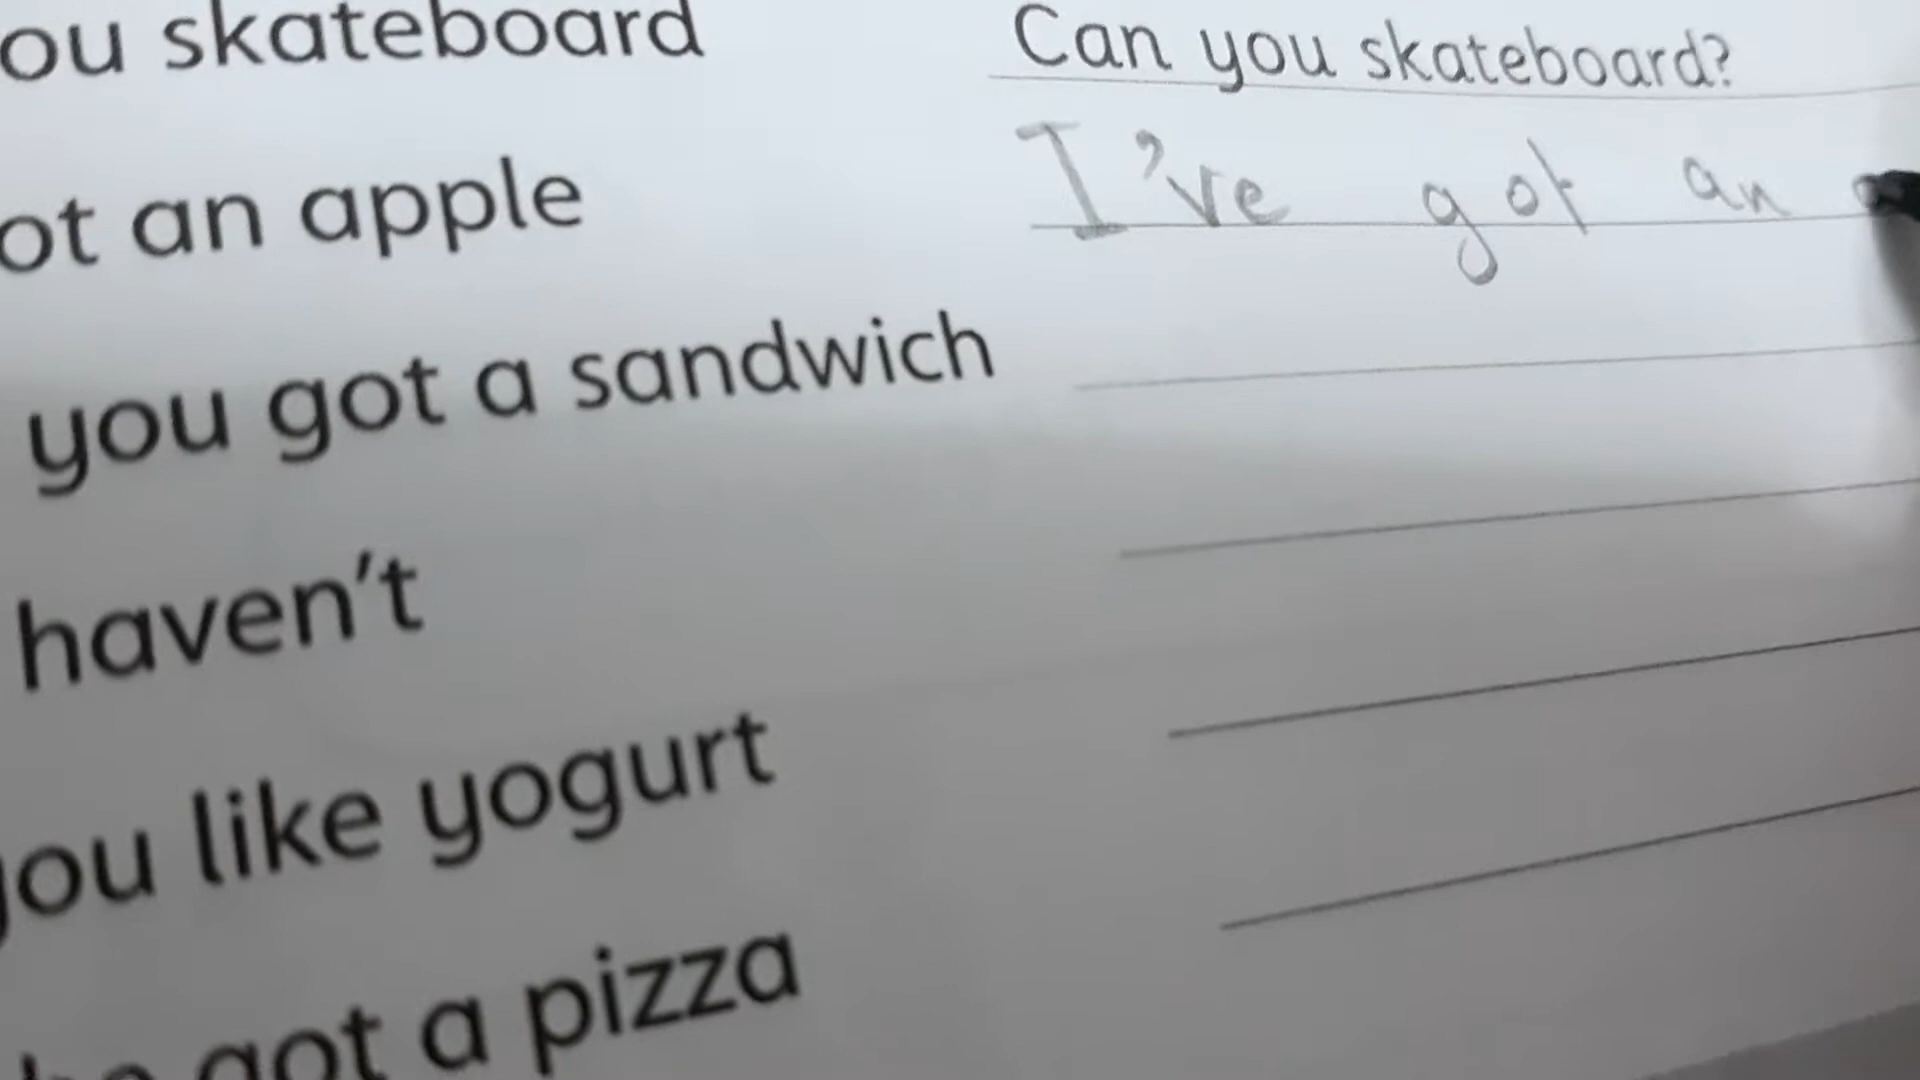 ou skateboard
Can you skateboard?
ot an apple
I've got an
you got a sandwich
haven't
you like yogurt
got a pizza